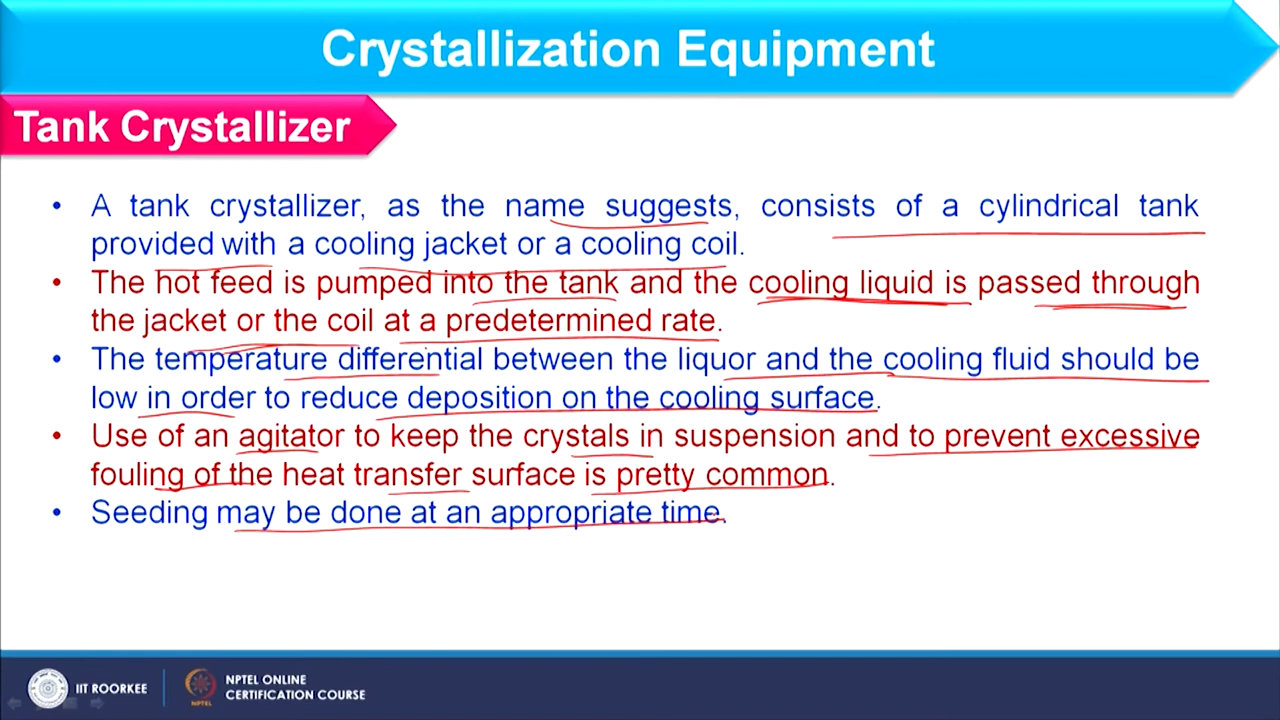 Crystallization Equipment
Tank Crystallizer
• A tank crystallizer, as the name suggests, consists of a cylindrical tank
provided with a cooling jacket or a cooling coil.
• The hot feed is pumped into the tank and the cooling liquid is passed through
the jacket or the coil at a predetermined rate.
• The temperature differential between the liquor and the cooling fluid should be
low in order to reduce deposition on the cooling surface.
• Use of an agitator to keep the crystals in suspension and to prevent excessive
fouling of the heat transfer surface is pretty common.
• Seeding may be done at an appropriate time.
IIT ROORKEE
NPTEL
NPTEL ONLINE
CERTIFICATION COURSE